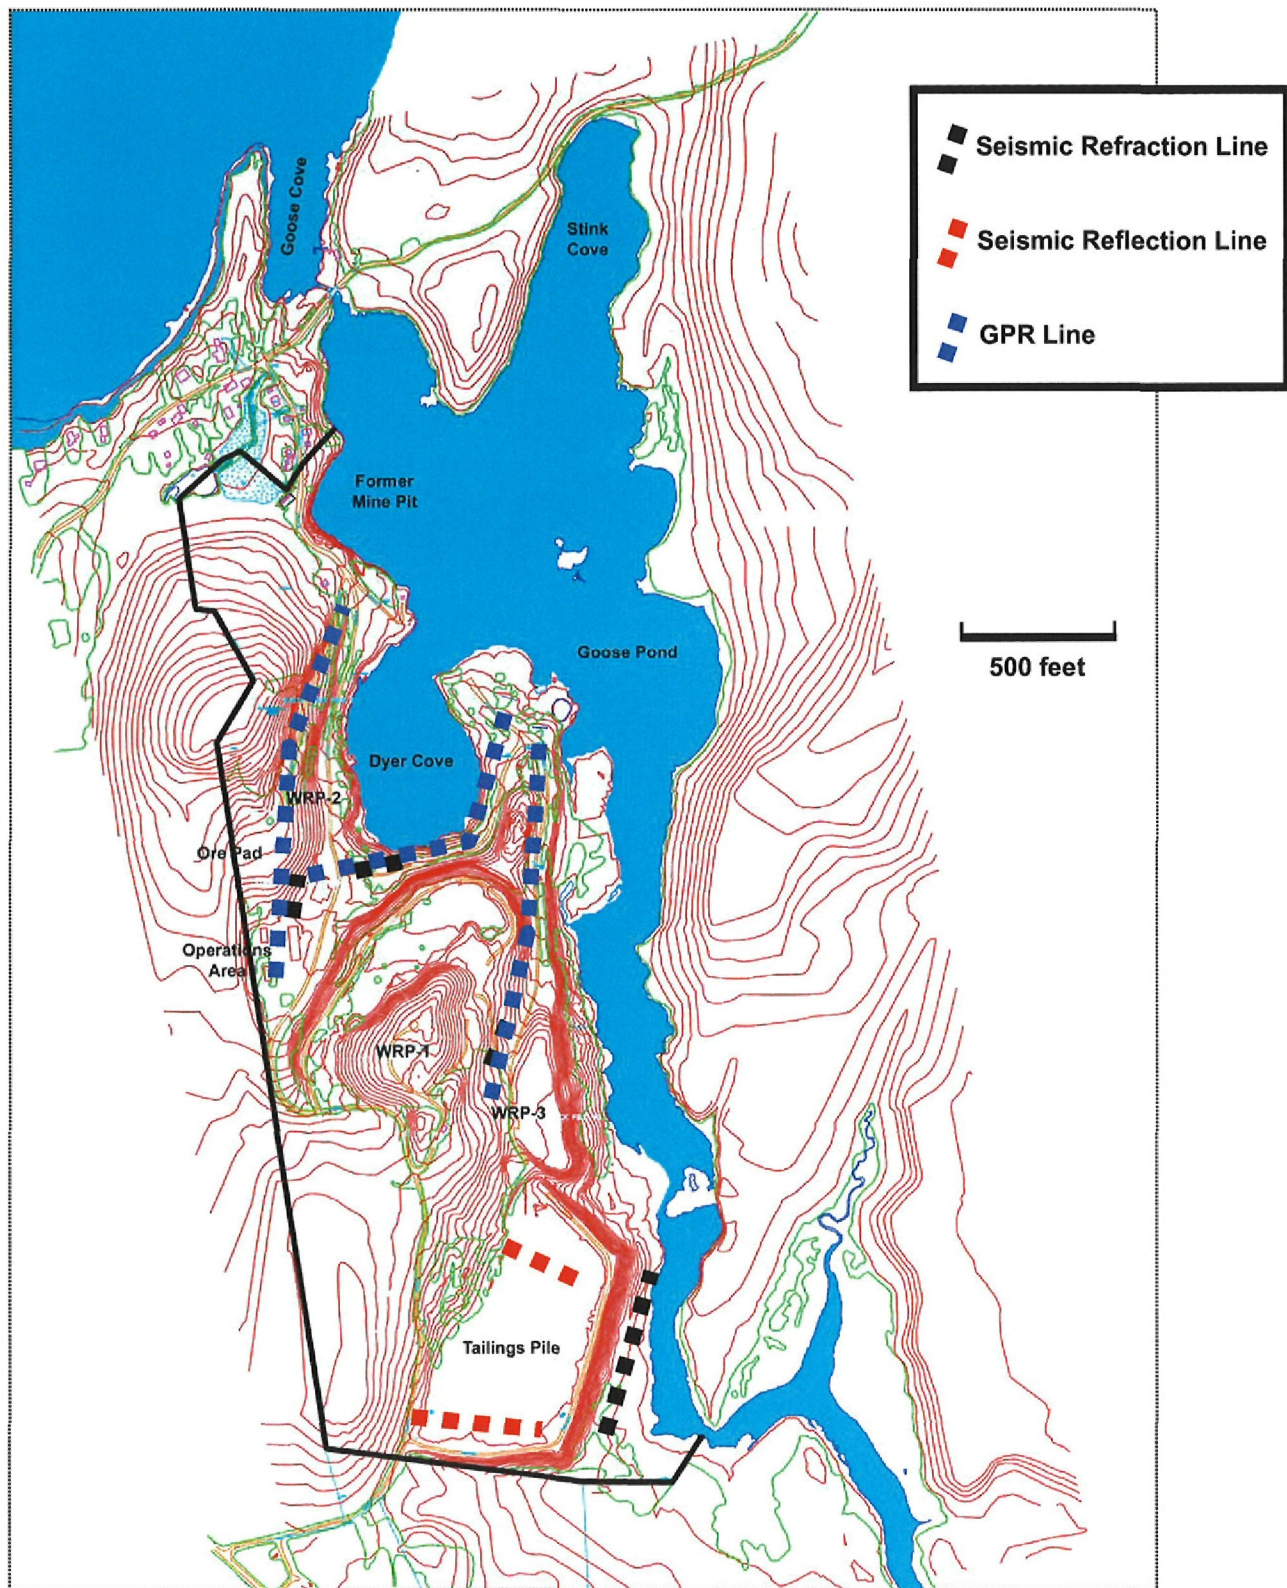 Seismic Refraction Line
Seismic Reflection Line
GPR Line
500 feet
Goose Cove
Stink
Cove
Former
Mine Pit
Goose Pond
Dyer Cove
WRP-2
Ore Pad
Operations
Area
WRP-1
WRP-3
Tailings Pile